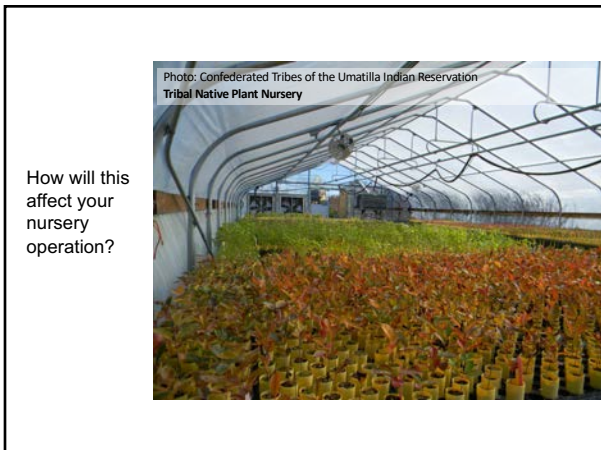 Photo: Confederated Tribes of the Umatilla Indian Reservation
Tribal Native Plant Nursery
How will this
affect your
nursery
operation?